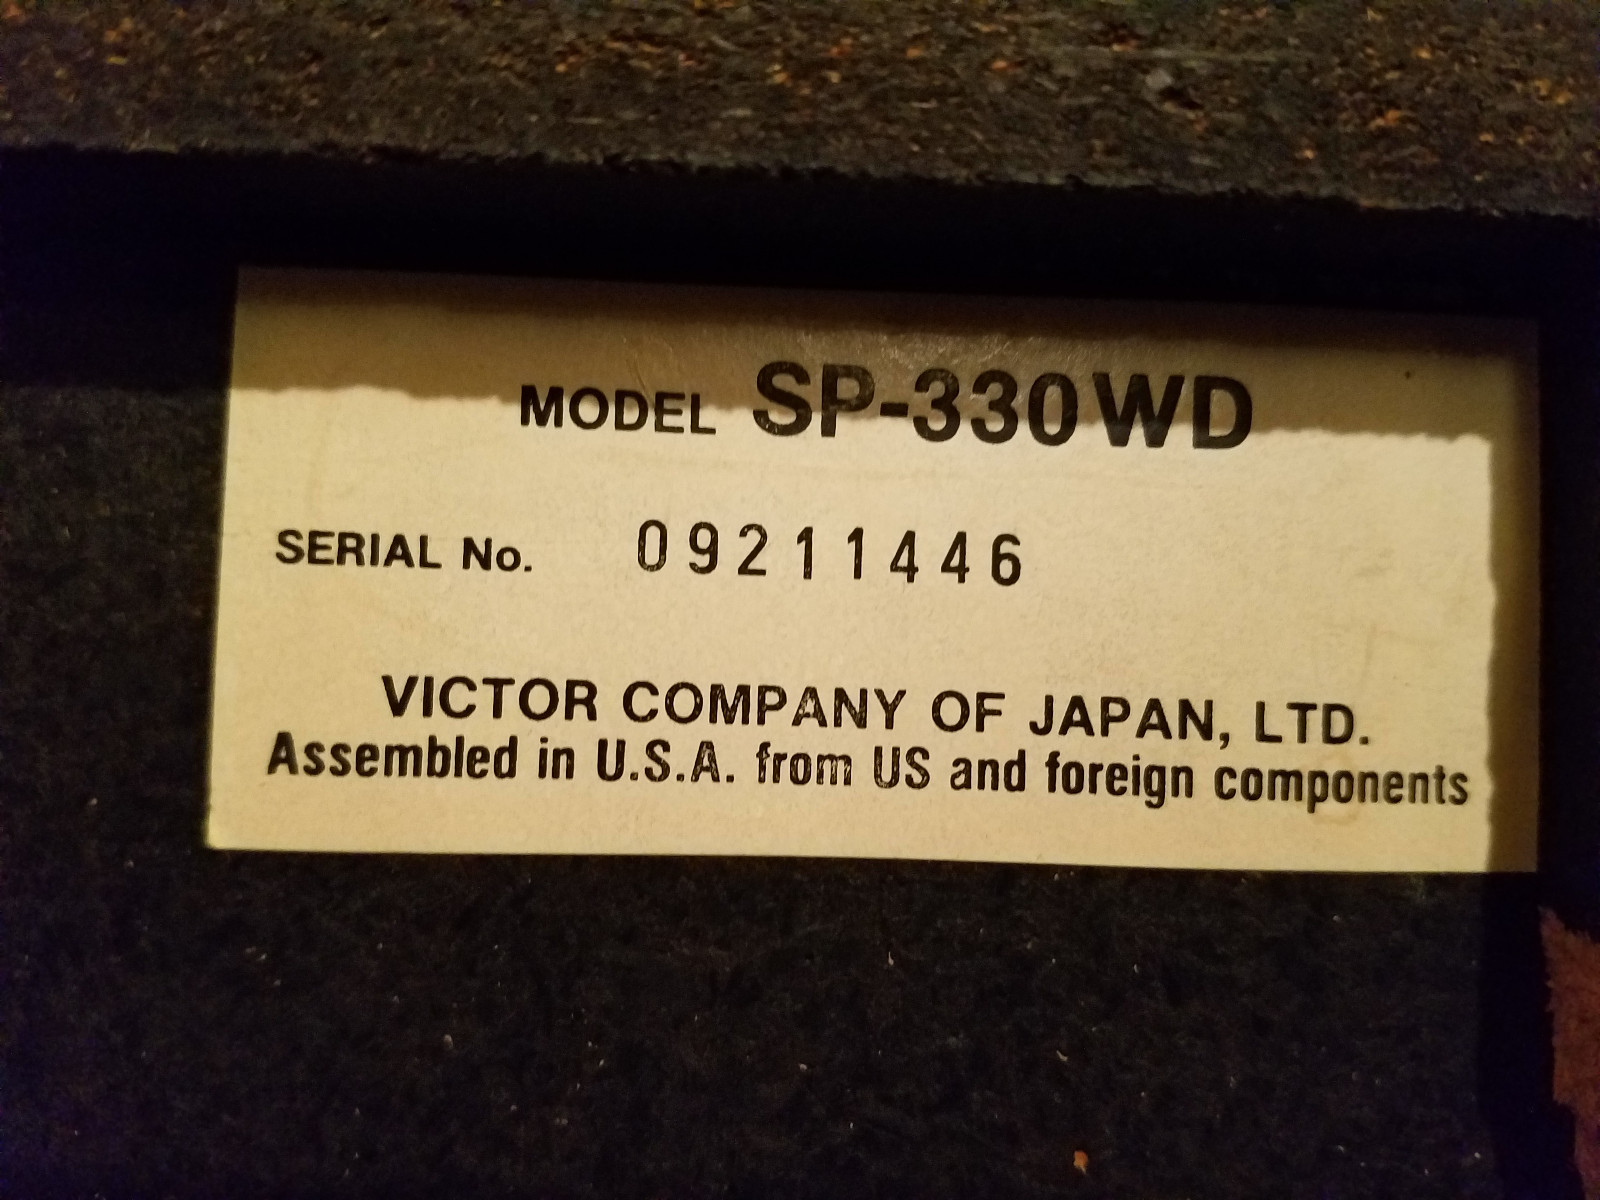 MODEL SP-330WD
SERIAL No. 09211446
VICTOR COMPANY OF JAPAN, LTD.
Assembled in U.S.A. from US and foreign components